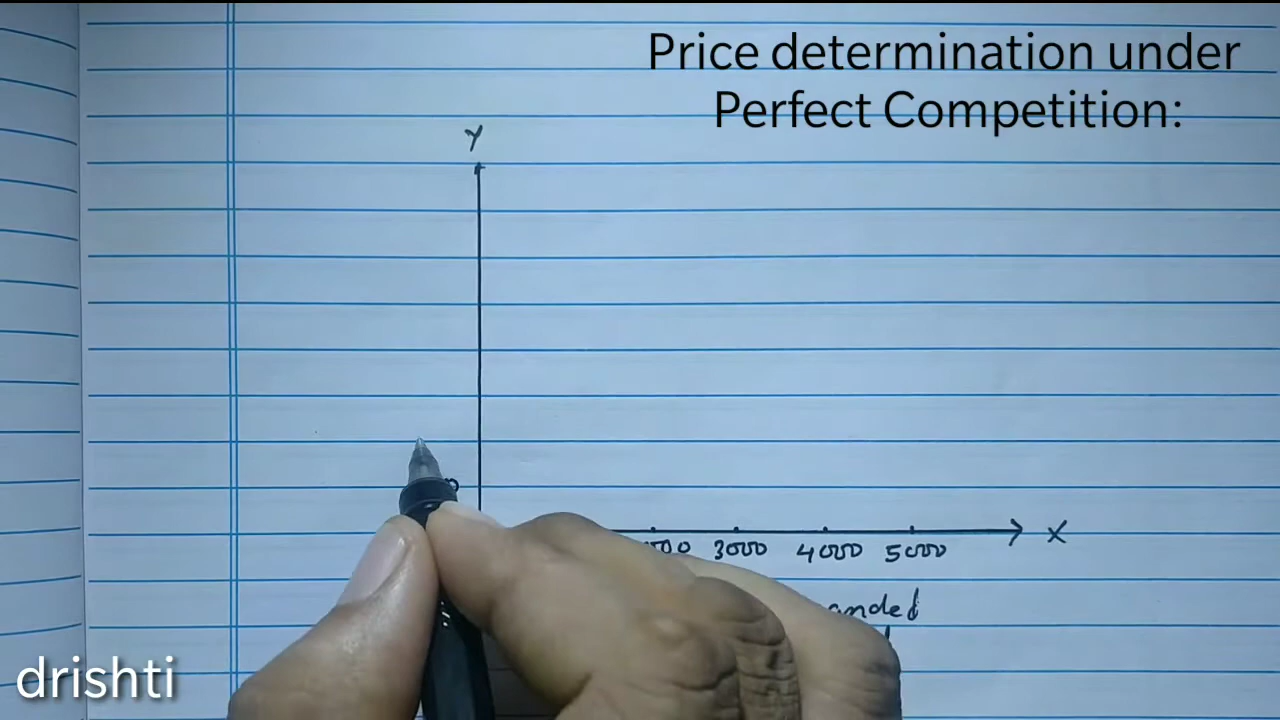 Price determination under
Perfect Competition:
Y
3000 4000 5000 X
drishti